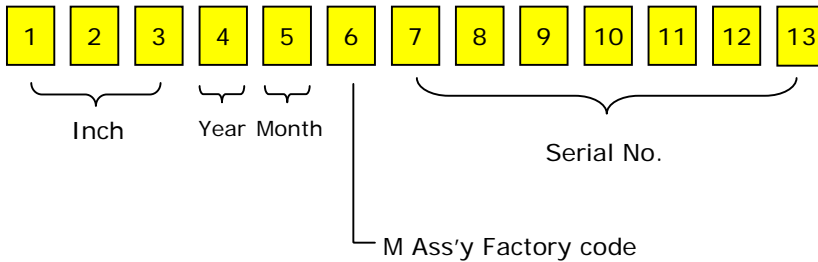 1 2 3 4 5 6 7 8 9 10 11 12 13
Inch Year Month Serial No.
M Ass'y Factory code